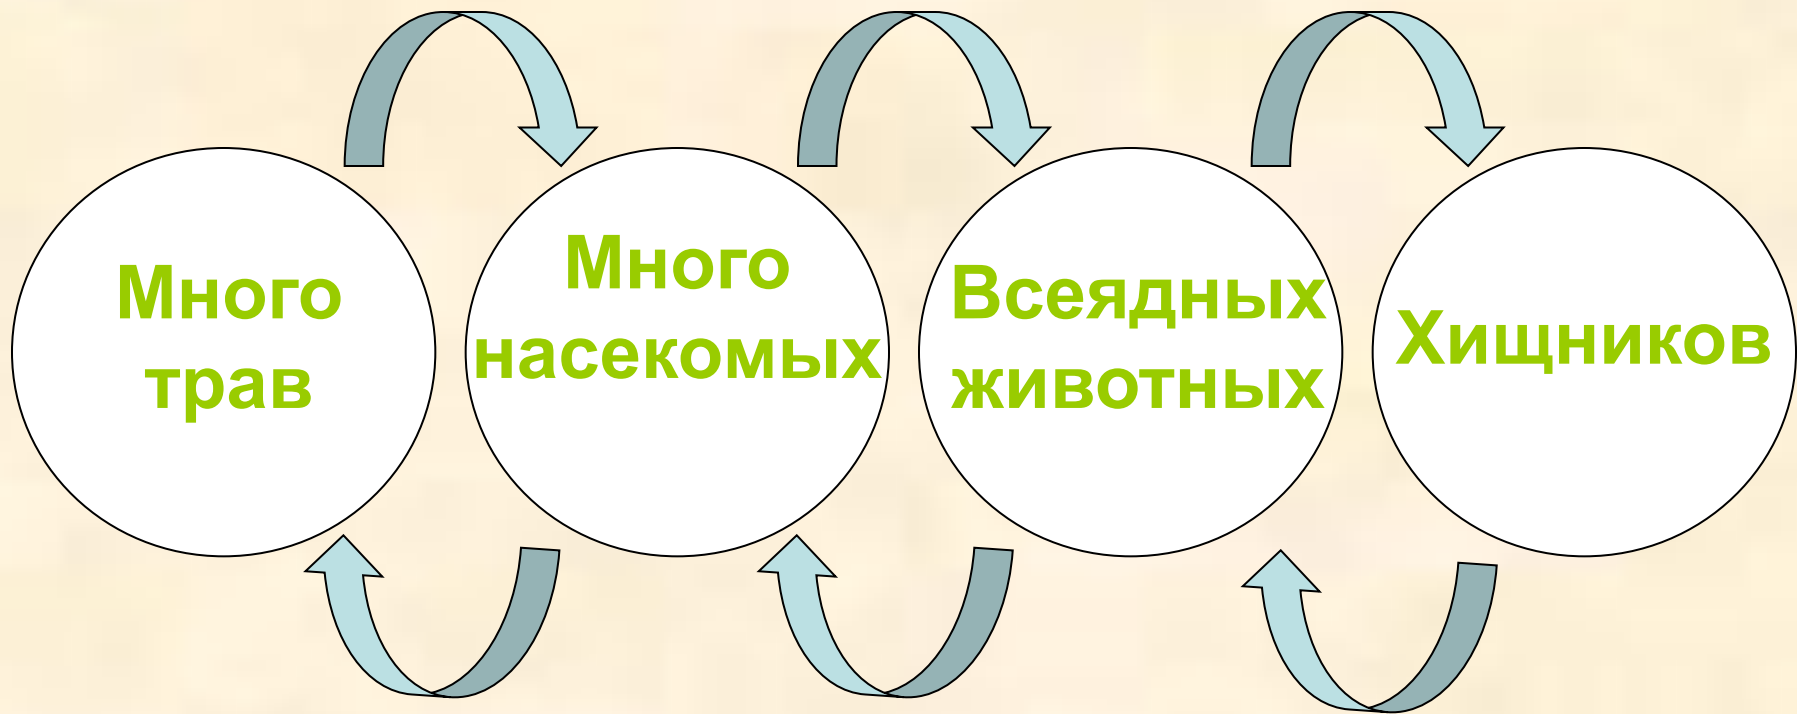 Много
трав
Много
насекомых
Всеядных
животных
Хищников